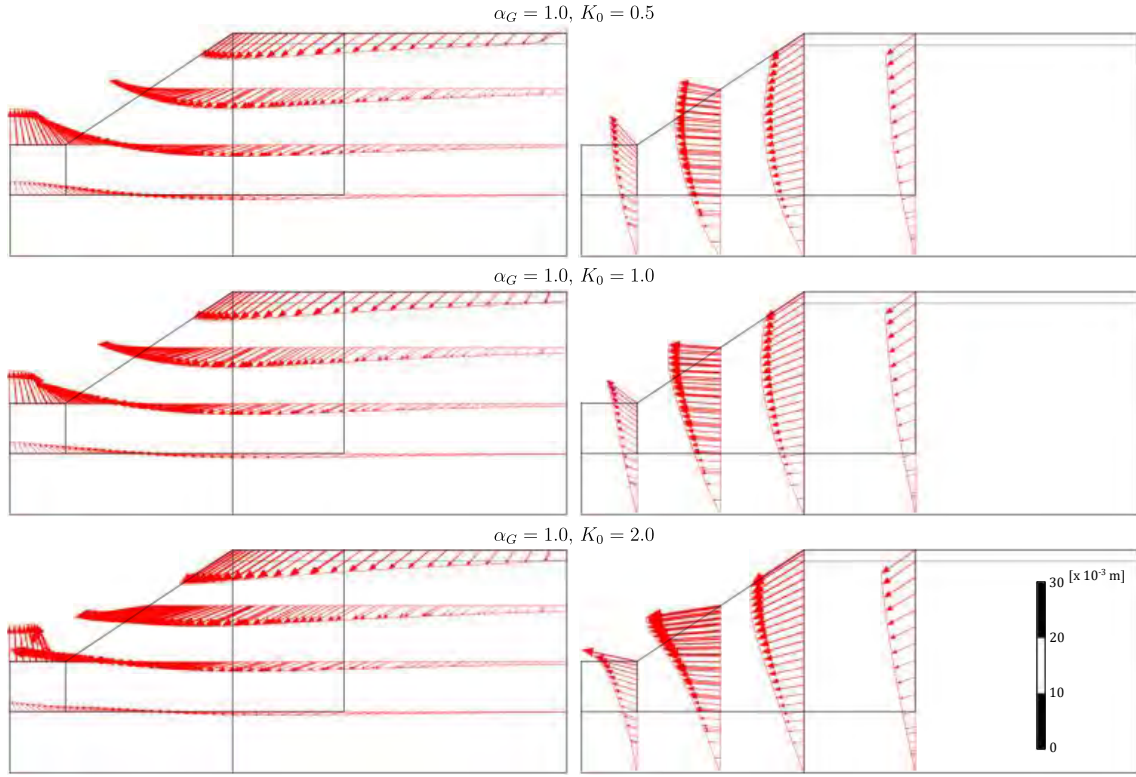 α_G = 1.0, K_0 = 0.5
α_G = 1.0, K_0 = 1.0
α_G = 1.0, K_0 = 2.0
30 [x 10⁻³ m]
20
10
0